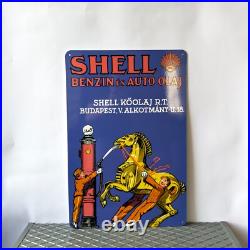 SHELL
BENZIN ÉS AUTO OLAJ
SHELL KŐOLAJ R.T.
BUDAPEST, V. ALKOTMÁNY U. 18.